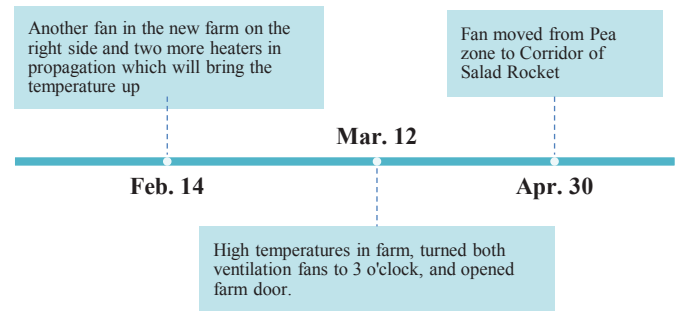 Another fan in the new farm on the
right side and two more heaters in
propagation which will bring the
temperature up
Fan moved from Pea
zone to Corridor of
Salad Rocket
Mar. 12
Feb. 14
Apr. 30
High temperatures in farm, turned both
ventilation fans to 3 o'clock, and opened
farm door.